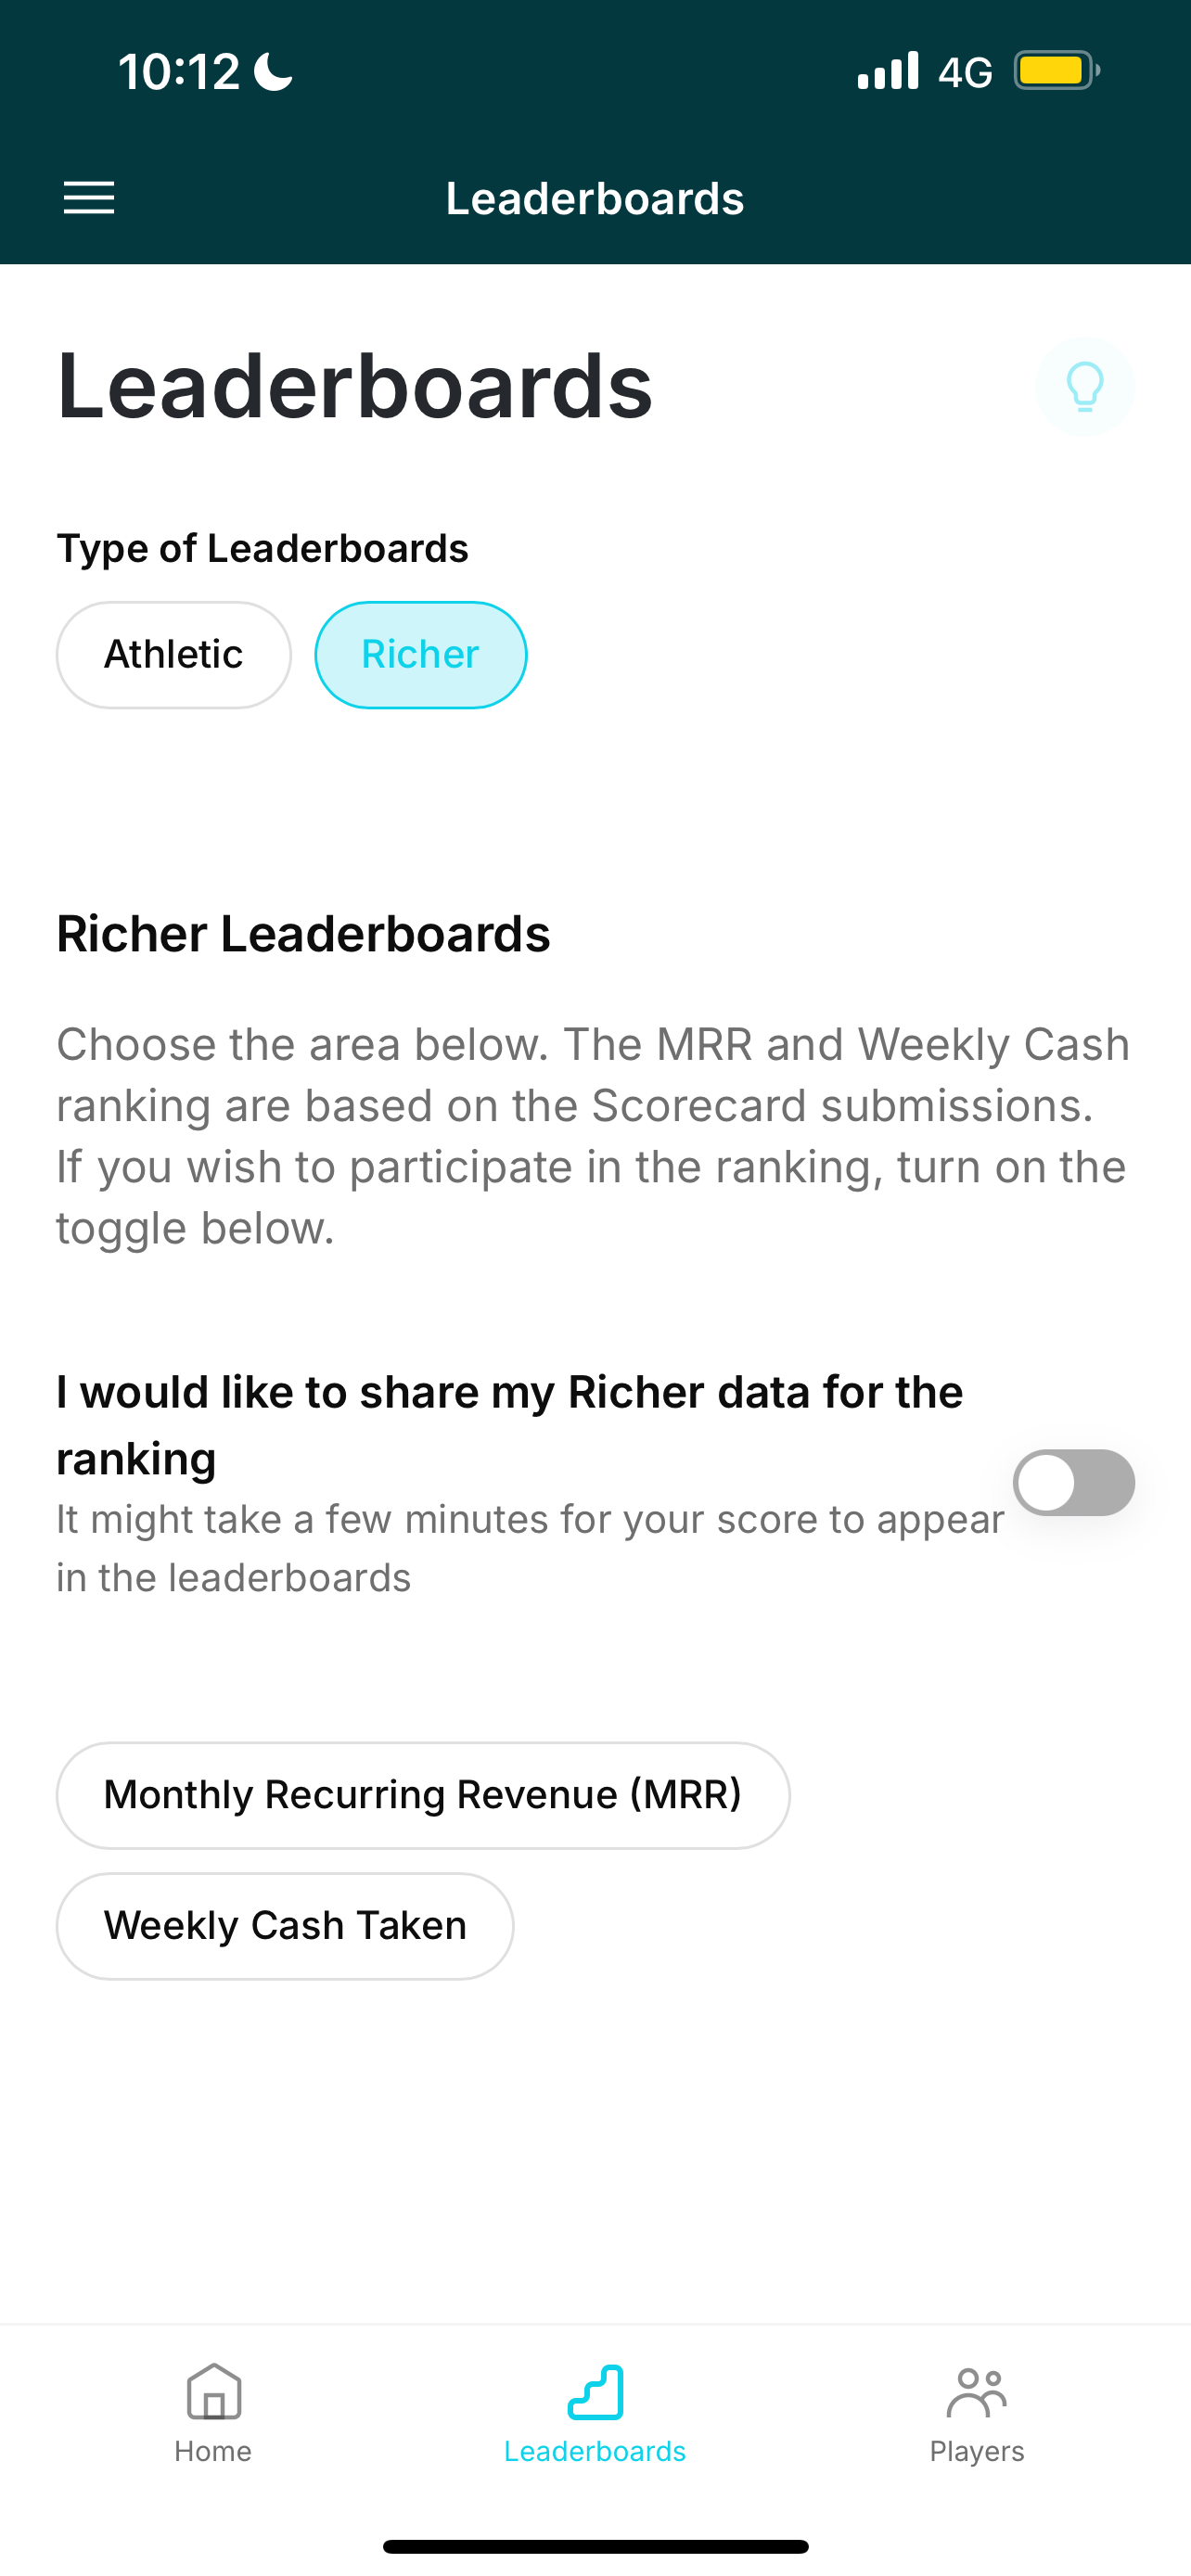 10:12
4G
Leaderboards
Leaderboards
Type of Leaderboards
Athletic
Richer
Richer Leaderboards
Choose the area below. The MRR and Weekly Cash
ranking are based on the Scorecard submissions.
If you wish to participate in the ranking, turn on the
toggle below.
I would like to share my Richer data for the
ranking
It might take a few minutes for your score to appear
in the leaderboards
Monthly Recurring Revenue (MRR)
Weekly Cash Taken
Home
Leaderboards
Players